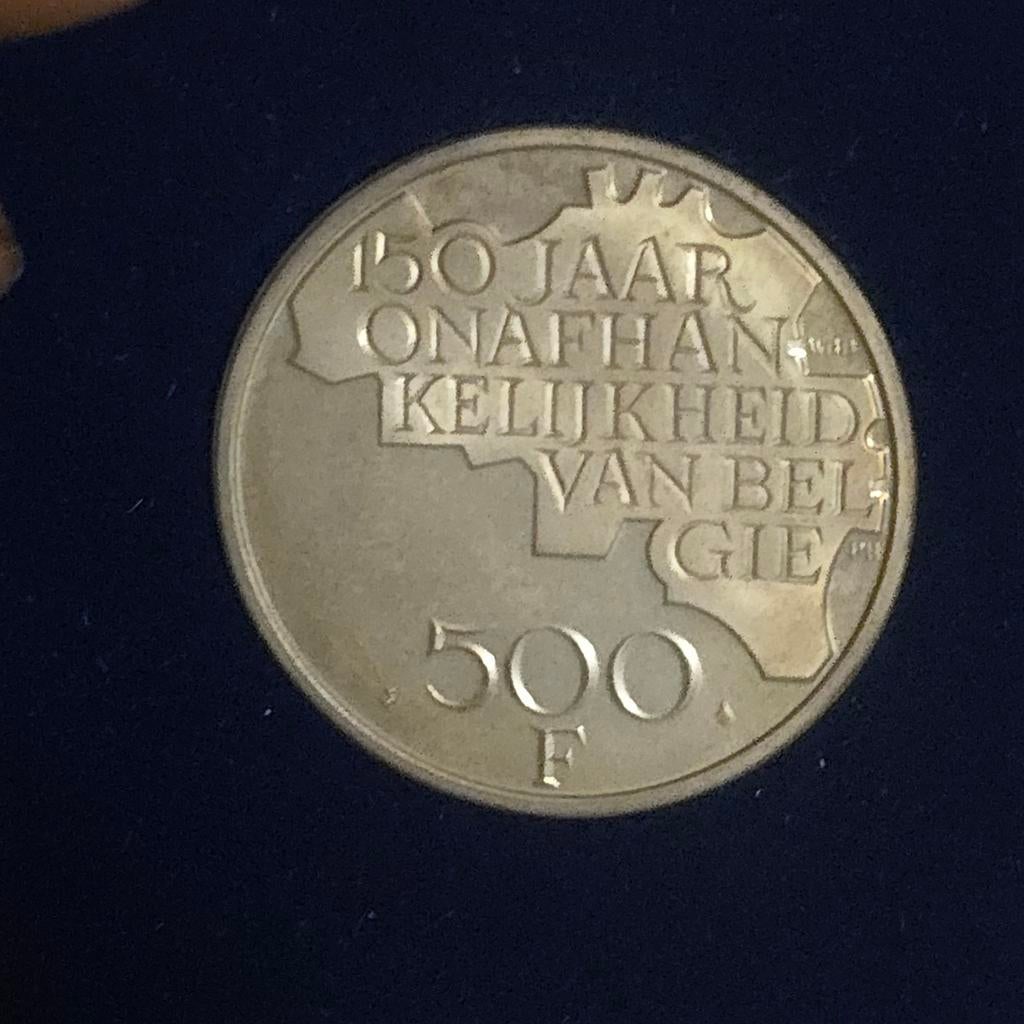 150 JAAR
ONAFHAN
KELIJKHEID
VAN BEL
GIE
500
F